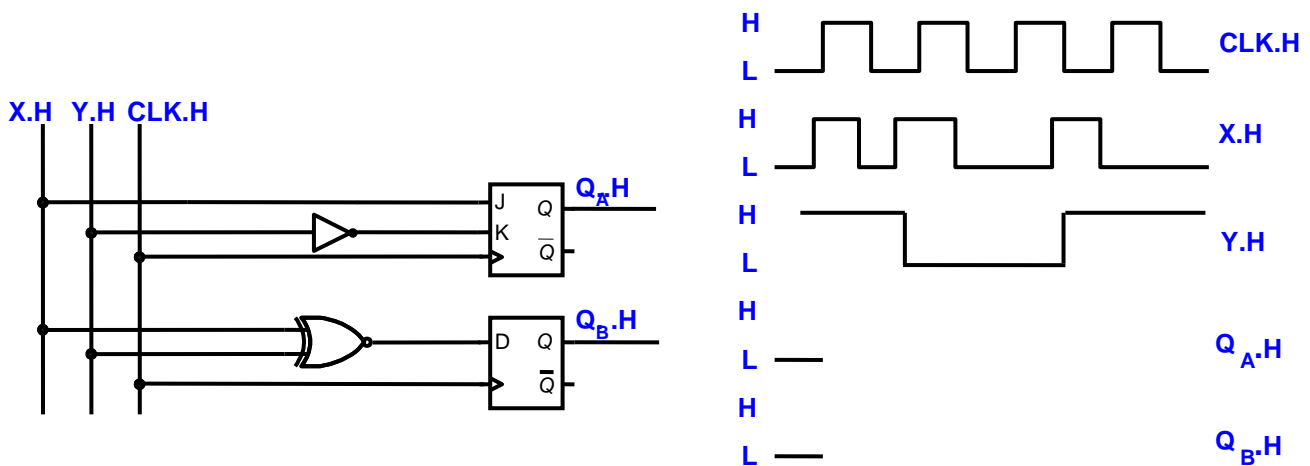 X.H Y.H CLK.H
J Q QA.H
K
Q
D Q QB.H
Q
H
L CLK.H
H
L X.H
H
L Y.H
H
L QA.H
H
L QB.H